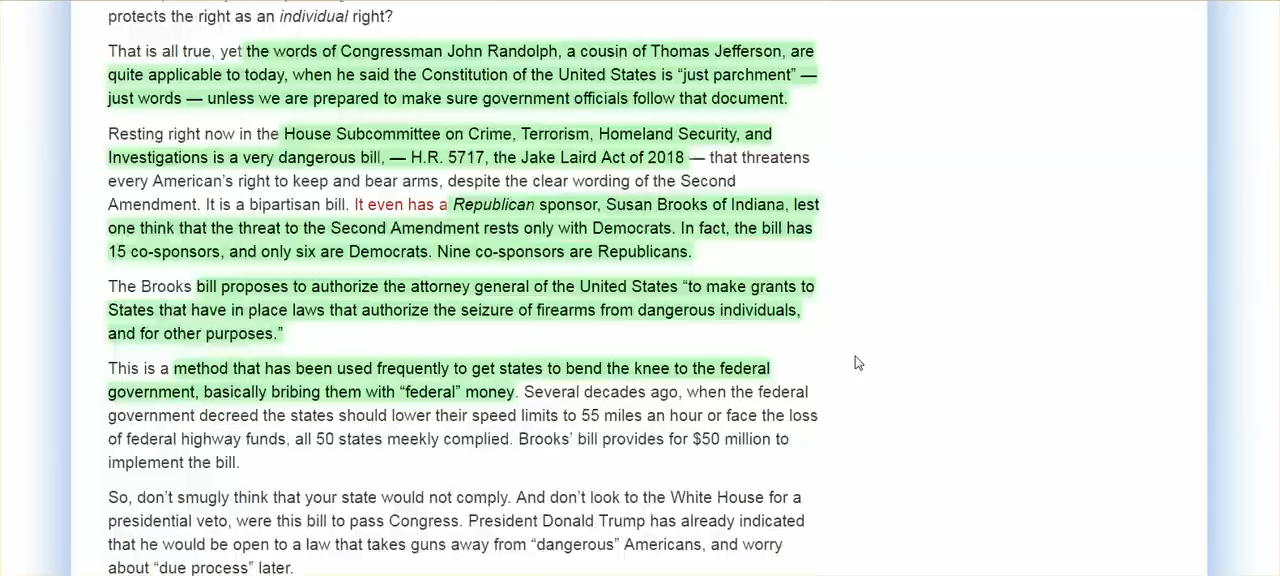 protects the right as an individual right?
That is all true, yet the words of Congressman John Randolph, a cousin of Thomas Jefferson, are
quite applicable to today, when he said the Constitution of the United States is “just parchment” —
just words — unless we are prepared to make sure government officials follow that document.
Resting right now in the House Subcommittee on Crime, Terrorism, Homeland Security, and
Investigations is a very dangerous bill, — H.R. 5717, the Jake Laird Act of 2018 — that threatens
every American’s right to keep and bear arms, despite the clear wording of the Second
Amendment. It is a bipartisan bill. It even has a Republican sponsor, Susan Brooks of Indiana, lest
one think that the threat to the Second Amendment rests only with Democrats. In fact, the bill has
15 co-sponsors, and only six are Democrats. Nine co-sponsors are Republicans.
The Brooks bill proposes to authorize the attorney general of the United States “to make grants to
States that have in place laws that authorize the seizure of firearms from dangerous individuals,
and for other purposes.”
This is a method that has been used frequently to get states to bend the knee to the federal
government, basically bribing them with “federal” money. Several decades ago, when the federal
government decreed the states should lower their speed limits to 55 miles an hour or face the loss
of federal highway funds, all 50 states meekly complied. Brooks’ bill provides for $50 million to
implement the bill.
So, don’t smugly think that your state would not comply. And don’t look to the White House for a
presidential veto, were this bill to pass Congress. President Donald Trump has already indicated
that he would be open to a law that takes guns away from “dangerous” Americans, and worry
about “due process” later.